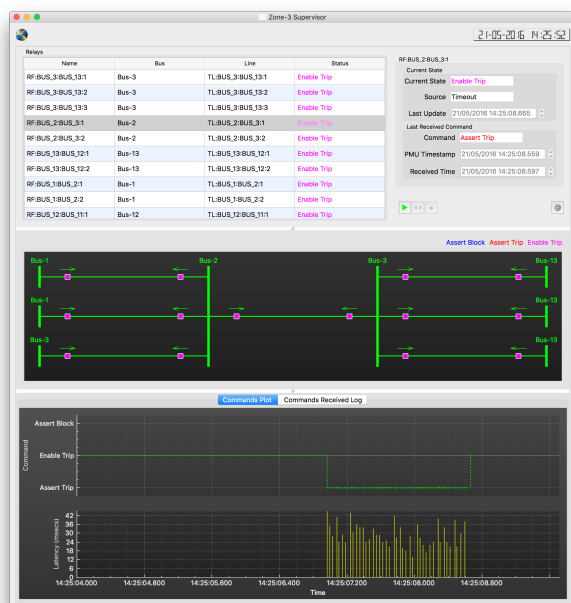 Zone-3 Supervisor
21-05-2016 14:25:52
Relays
Name Bus Line Status
RF:BUS_3:BUS_13:1 Bus-3 TL:BUS_3:BUS_13:1 Enable Trip
RF:BUS_3:BUS_13:2 Bus-3 TL:BUS_3:BUS_13:2 Enable Trip
RF:BUS_3:BUS_13:3 Bus-3 TL:BUS_3:BUS_13:3 Enable Trip
RF:BUS_2:BUS_3:1 Bus-2 TL:BUS_2:BUS_3:1 Enable Trip
RF:BUS_2:BUS_3:2 Bus-2 TL:BUS_2:BUS_3:2 Enable Trip
RF:BUS_13:BUS_12:1 Bus-13 TL:BUS_13:BUS_12:1 Enable Trip
RF:BUS_13:BUS_12:2 Bus-13 TL:BUS_13:BUS_12:2 Enable Trip
RF:BUS_1:BUS_2:1 Bus-1 TL:BUS_1:BUS_2:1 Enable Trip
RF:BUS_1:BUS_2:2 Bus-1 TL:BUS_1:BUS_2:2 Enable Trip
RF:BUS_12:BUS_11:1 Bus-12 TL:BUS_12:BUS_11:1 Enable Trip
RF:BUS_2:BUS_3:1
Current State
Current State Enable Trip
Source Timeout
Last Update 21/05/2016 14:25:08.665
Last Received Command
Command Assert Trip
PMU Timestamp 21/05/2016 14:25:08.559
Received Time 21/05/2016 14:25:08.597
Assert Block Assert Trip Enable Trip
Bus-1 Bus-2 Bus-3 Bus-13
Bus-1 Bus-13
Bus-3 Bus-13
Commands Plot Commands Received Log
Command
Assert Block
Enable Trip
Assert Trip
Latency (msecs)
42
36
30
24
18
12
6
0
14:25:04.000 14:25:04.800 14:25:05.600 14:25:06.400 14:25:07.200 14:25:08.000 14:25:08.800
Time